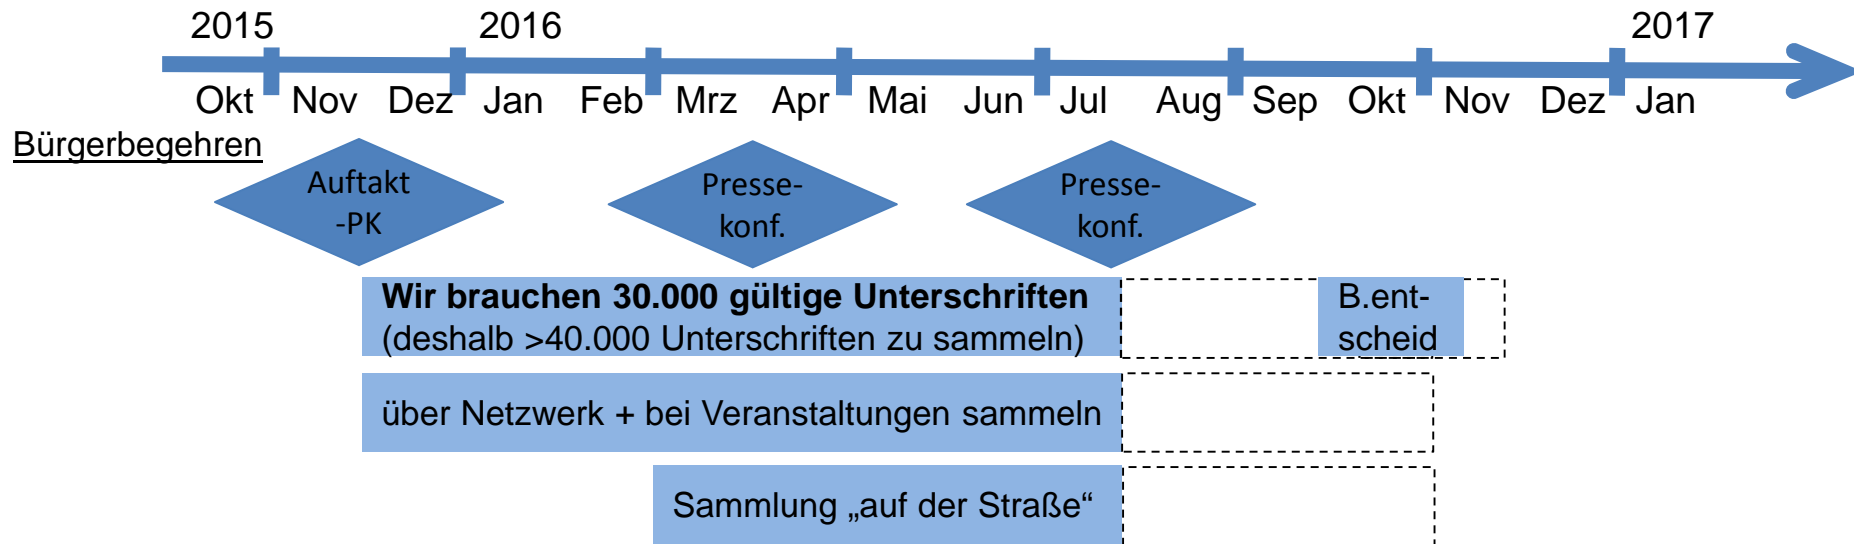 2015 2016 2017
Okt Nov Dez Jan Feb Mrz Apr Mai Jun Jul Aug Sep Okt Nov Dez Jan
Bürgerbegehren
Auftakt
-PK
Presse-
konf.
Presse-
konf.
Wir brauchen 30.000 gültige Unterschriften
(deshalb >40.000 Unterschriften zu sammeln)
B.ent-
scheid
über Netzwerk + bei Veranstaltungen sammeln
Sammlung „auf der Straße“